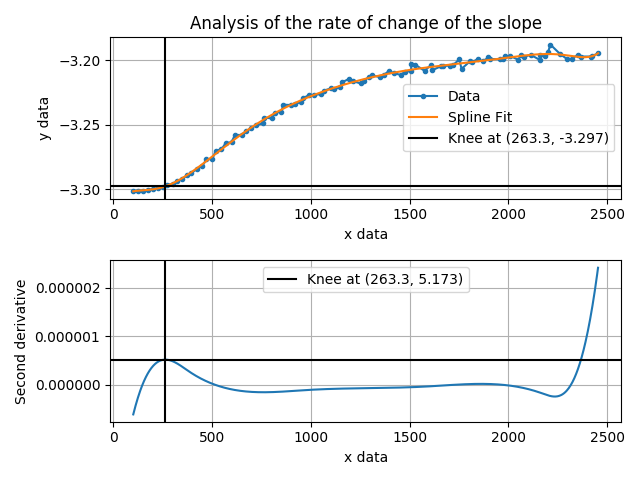 Analysis of the rate of change of the slope
−3.20
−3.25
−3.30
y data
Data
Spline Fit
Knee at (263.3, -3.297)
0 500 1000 1500 2000 2500
x data
Knee at (263.3, 5.173)
0.000002
0.000001
0.000000
Second derivative
0 500 1000 1500 2000 2500
x data